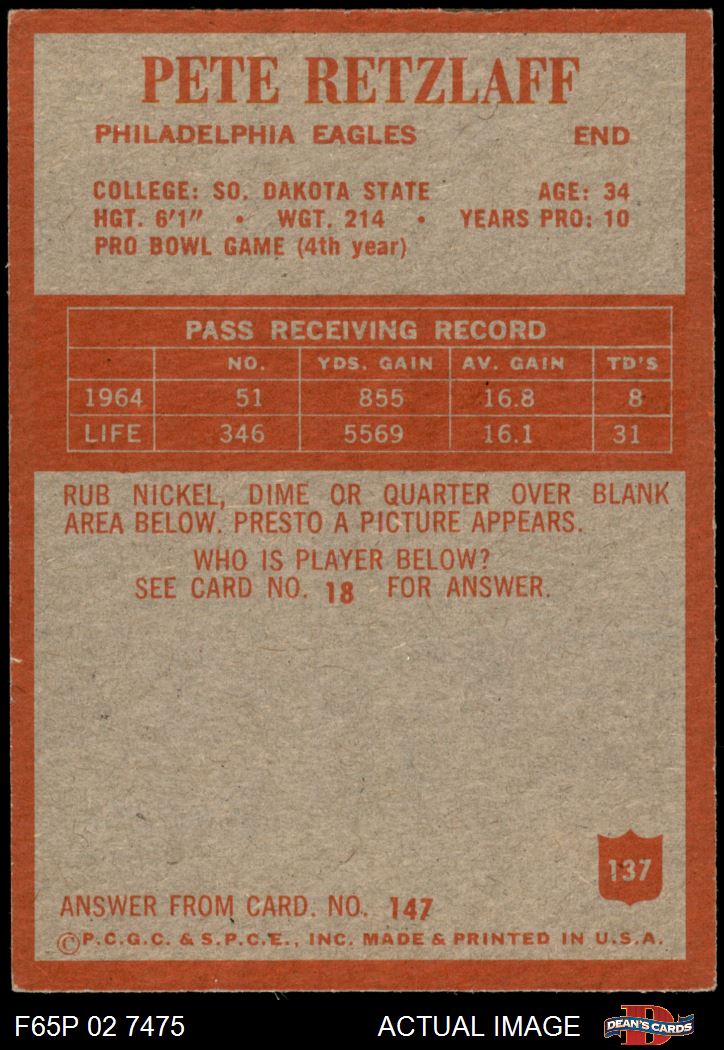 PETE RETZLAFF
PHILADELPHIA EAGLES END
COLLEGE: SO. DAKOTA STATE AGE: 34
HGT. 6'1" • WGT. 214 • YEARS PRO: 10
PRO BOWL GAME (4th year)
PASS RECEIVING RECORD
NO. YDS. GAIN AV. GAIN TD'S
1964 51 855 16.8 8
LIFE 346 5569 16.1 31
RUB NICKEL, DIME OR QUARTER OVER BLANK
AREA BELOW. PRESTO A PICTURE APPEARS.
WHO IS PLAYER BELOW?
SEE CARD NO. 18 FOR ANSWER.
137
ANSWER FROM CARD. NO. 147
©P.C.G.C. & S.P.C.E., INC. MADE & PRINTED IN U.S.A.
F65P 02 7475 ACTUAL IMAGE DEAN'S CARDS